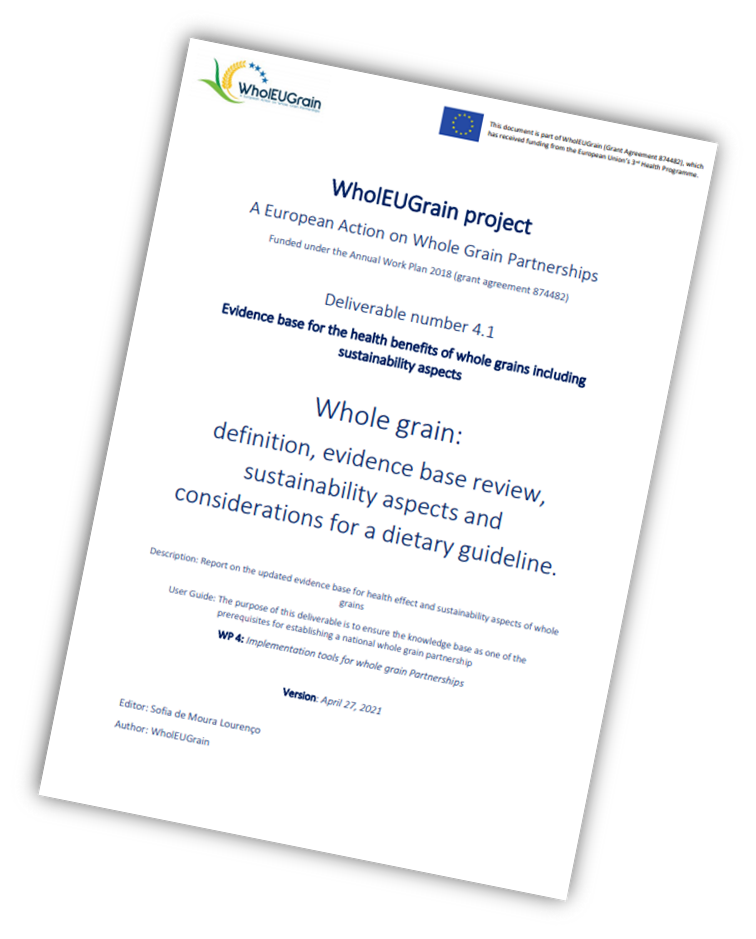 WholEUGrain
This document is part of WholEUGrain (Grant Agreement 874482), which
has received funding from the European Union's 3rd Health Programme.
WholEUGrain project
A European Action on Whole Grain Partnerships
Funded under the Annual Work Plan 2018 (grant agreement 874482)
Deliverable number 4.1
Evidence base for the health benefits of whole grains including
sustainability aspects
Whole grain:
definition, evidence base review,
sustainability aspects and
considerations for a dietary guideline.
Description: Report on the updated evidence base for health effect and sustainability aspects of whole
grains
User Guide: The purpose of this deliverable is to ensure the knowledge base as one of the
prerequisites for establishing a national whole grain partnership
WP 4: Implementation tools for whole grain Partnerships
Version: April 27, 2021
Editor: Sofia de Moura Lourenço
Author: WholEUGrain